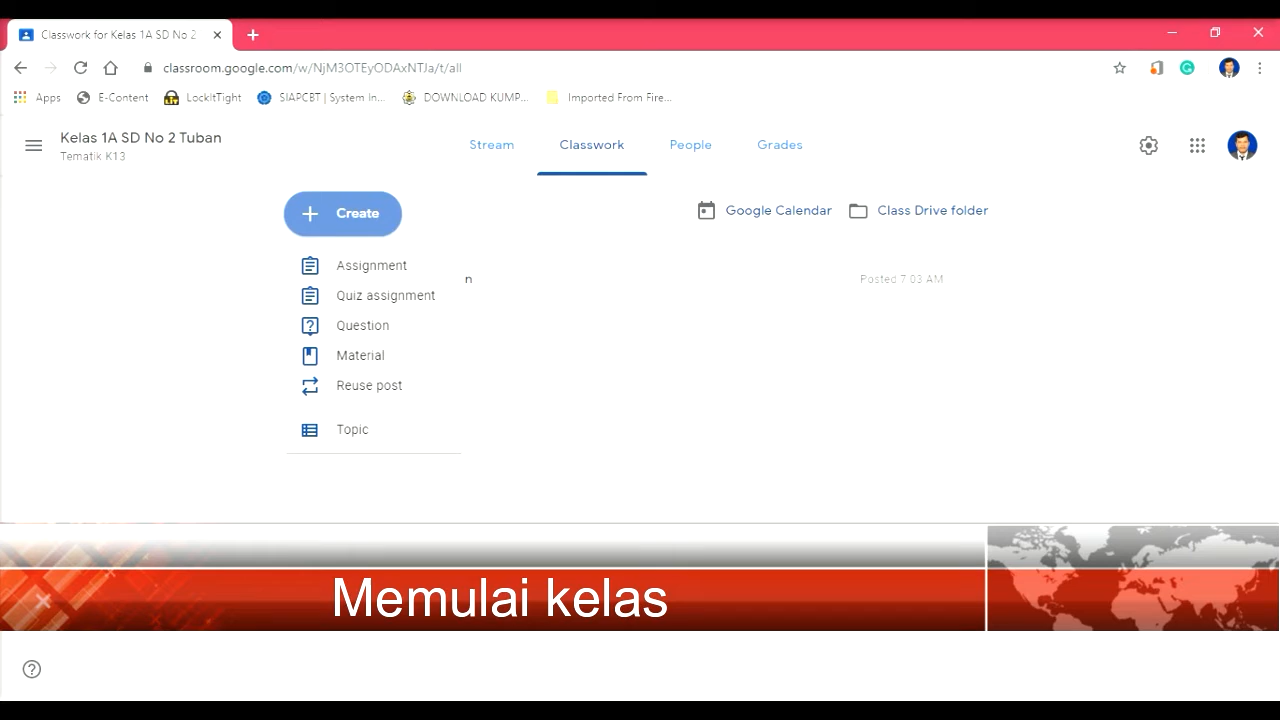 Classwork for Kelas 1A SD No 2
classroom.google.com/w/NjM3OTEyODAxNTJa/t/all
Apps E-Content LockItTight SIAPCBT | System In... DOWNLOAD KUMP... Imported From Fire...
Kelas 1A SD No 2 Tuban
Tematik K13
Stream Classwork People Grades
Create
Google Calendar Class Drive folder
Assignment
n Posted 7:03 AM
Quiz assignment
Question
Material
Reuse post
Topic
Memulai kelas